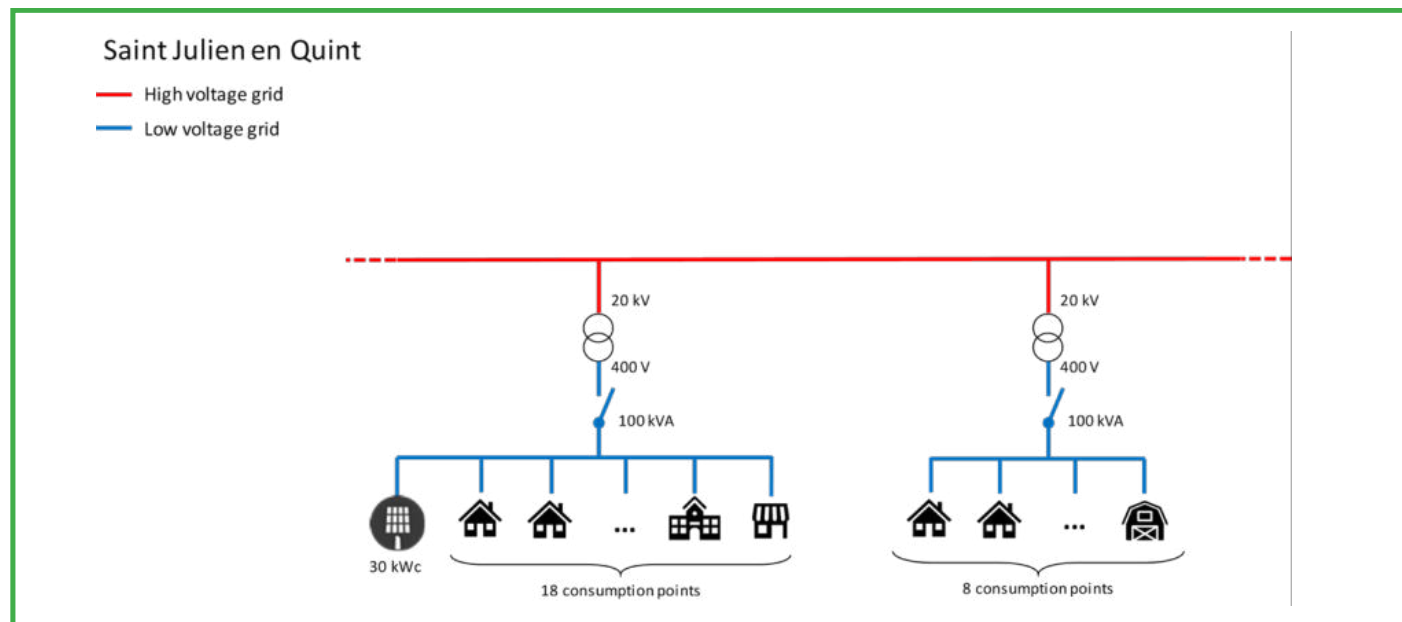 Saint Julien en Quint
High voltage grid
Low voltage grid
20 kV
20 kV
400 V
400 V
100 kVA
100 kVA
...
...
30 kWc
18 consumption points
8 consumption points